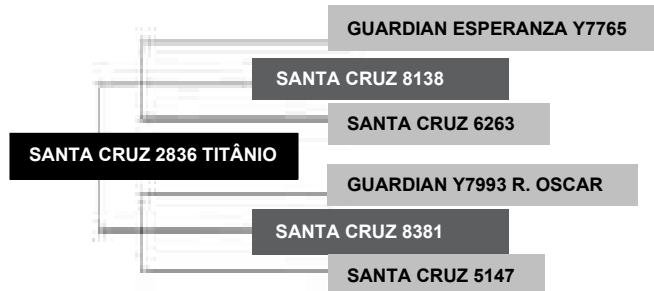 GUARDIAN ESPERANZA Y7765
SANTA CRUZ 8138
SANTA CRUZ 6263
SANTA CRUZ 2836 TITÂNIO
GUARDIAN Y7993 R. OSCAR
SANTA CRUZ 8381
SANTA CRUZ 5147